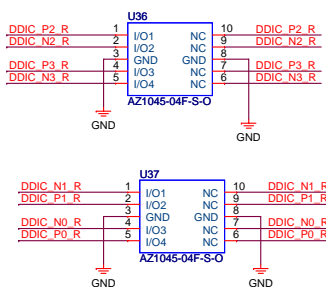 U36
DDIC_P2_R 1 I/O1 NC 10 DDIC_P2_R
DDIC_N2_R 2 I/O2 NC 9 DDIC_N2_R
3 GND GND 8
DDIC_P3_R 4 I/O3 NC 7 DDIC_P3_R
DDIC_N3_R 5 I/O4 NC 6 DDIC_N3_R
AZ1045-04F-S-O
GND GND
U37
DDIC_N1_R 1 I/O1 NC 10 DDIC_N1_R
DDIC_P1_R 2 I/O2 NC 9 DDIC_P1_R
3 GND GND 8
DDIC_N0_R 4 I/O3 NC 7 DDIC_N0_R
DDIC_P0_R 5 I/O4 NC 6 DDIC_P0_R
AZ1045-04F-S-O
GND GND